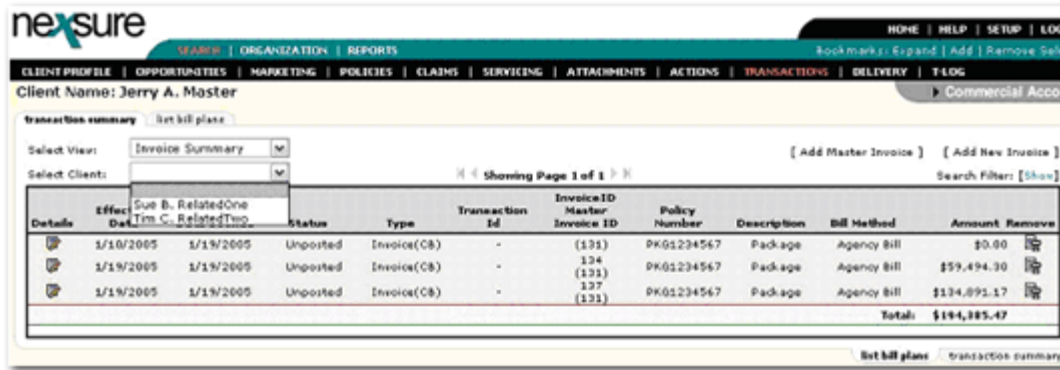 nexsure
HOME | HELP | SETUP | LOG
SEARCH | ORGANIZATION | REPORTS
Bookmarks: Expand | Add | Remove Sele
CLIENT PROFILE | OPPORTUNITIES | MARKETING | POLICIES | CLAIMS | SERVICING | ATTACHMENTS | ACTIONS | TRANSACTIONS | DELIVERY | T-LOG
Client Name: Jerry A. Master
Commercial Acco
transaction summary list bill plans
Select View: Invoice Summary
[ Add Master Invoice ] [ Add New Invoice ]
Select Client:
Showing Page 1 of 1
Search Filter: [Show]
Sue B. RelatedOne
Tim C. RelatedTwo
Details Effec Dat Status Type Transaction Id InvoiceID Master Invoice ID Policy Number Description Bill Method Amount Remove
1/18/2005 1/19/2005 Unposted Invoice(CB) - (131) PKG1234567 Package Agency Bill $0.00
1/19/2005 1/19/2005 Unposted Invoice(CB) - 134 (131) PKG1234567 Package Agency Bill $59,494.30
1/19/2005 1/19/2005 Unposted Invoice(CB) - 137 (131) PKG1234567 Package Agency Bill $134,891.17
Total: $194,385.47
list bill plans transaction summary